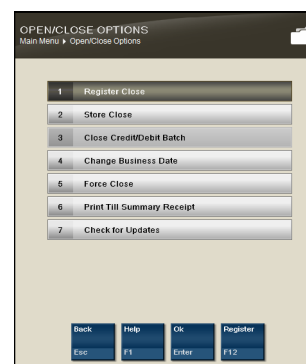 OPEN/CLOSE OPTIONS
Main Menu ▸ Open/Close Options
1 Register Close
2 Store Close
3 Close Credit/Debit Batch
4 Change Business Date
5 Force Close
6 Print Till Summary Receipt
7 Check for Updates
Back Help Ok Register
Esc F1 Enter F12